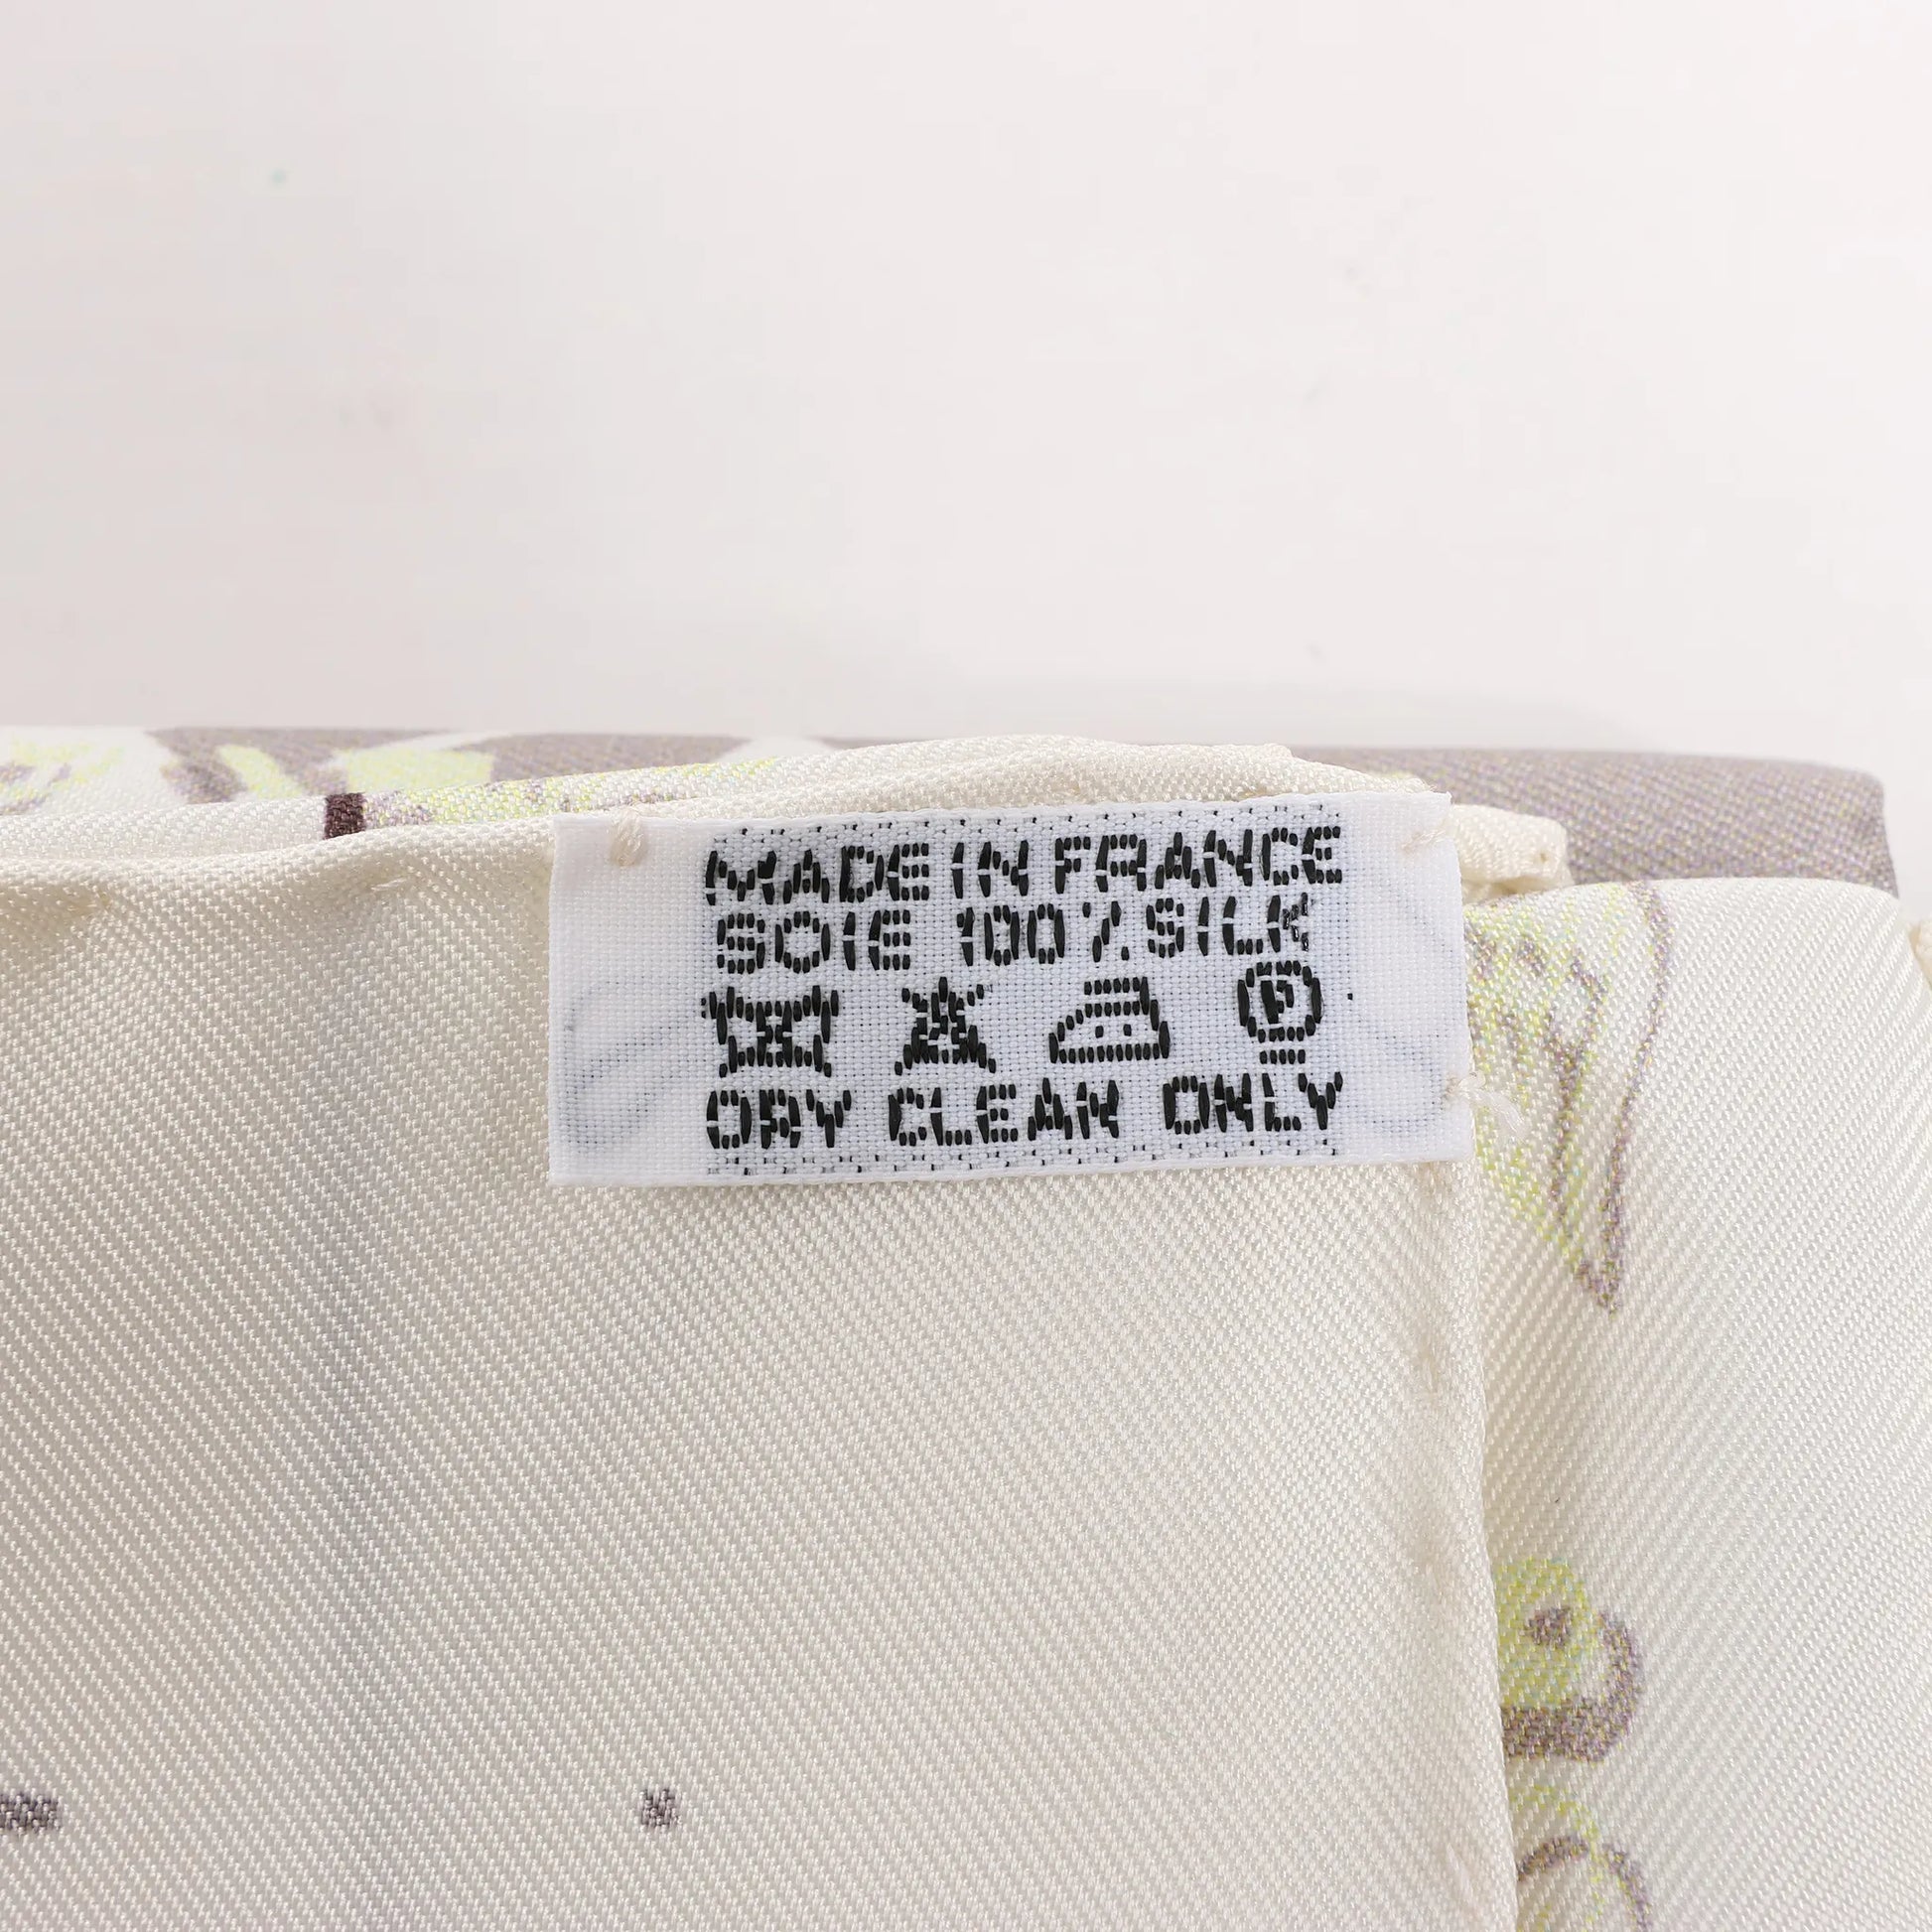 MADE IN FRANCE
SOIE 100% SILK
P
DRY CLEAN ONLY